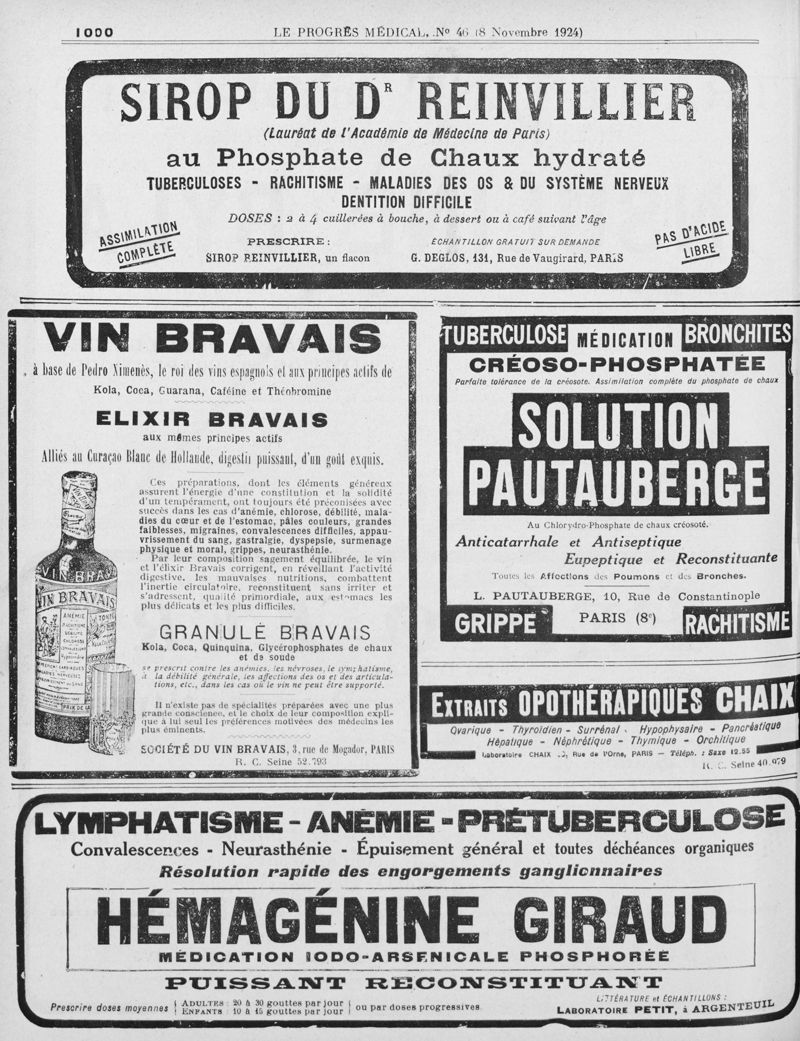 1000
LE PROGRÈS MÉDICAL, No 46 (8 Novembre 1924)
SIROP DU DR REINVILLIER
(Lauréat de l'Académie de Médecine de Paris)
au Phosphate de Chaux hydraté
TUBERCULOSES - RACHITISME - MALADIES DES OS & DU SYSTÈME NERVEUX
DENTITION DIFFICILE
DOSES : 2 à 4 cuillerées à bouche, à dessert ou à café suivant l'âge
ASSIMILATION
COMPLÈTE
PRESCRIRE :
SIROP REINVILLIER, un flacon
ÉCHANTILLON GRATUIT SUR DEMANDE
G. DEGLOS, 131, Rue de Vaugirard, PARIS
PAS D'ACIDE
LIBRE
VIN BRAVAIS
à base de Pedro Ximenès, le roi des vins espagnols et aux principes actifs de
Kola, Coca, Guarana, Caféine et Théobromine
ELIXIR BRAVAIS
aux mêmes principes actifs
Alliés au Curaçao Blanc de Hollande, digestif puissant, d'un goût exquis.
Ces préparations, dont les éléments généreux
assurent l'énergie d'une constitution et la solidité
d'un tempérament, ont toujours été préconisées avec
succès dans les cas d'anémie, chlorose, débilité, mala-
dies du cœur et de l'estomac, pâles couleurs, grandes
faiblesses, migraines, convalescences difficiles, appau-
vrissement du sang, gastralgie, dyspepsie, surmenage
physique et moral, grippes, neurasthénie.
Par leur composition sagement équilibrée, le vin
et l'élixir Bravais corrigent, en réveillant l'activité
digestive, les mauvaises nutritions, combattent
l'inertie circulatoire, reconstituent sans irriter et
s'adressent, qualité primordiale, aux estomacs les
plus délicats et les plus difficiles.
VIN BRAVAIS
ANÉMIE
GRANULÉ BRAVAIS
Kola, Coca, Quinquina, Glycérophosphates de chaux
et de soude
se prescrit contre les anémies, les névroses, le lymphatisme,
à la débilité générale, les affections des os et des articula-
tions, etc., dans les cas où le vin ne peut être supporté.
Il n'existe pas de spécialités préparées avec une plus
grande conscience, et le choix de leur composition expli-
que à lui seul les préférences motivées des médecins les
plus éminents.
SOCIÉTÉ DU VIN BRAVAIS, 3, rue de Mogador, PARIS
R. C. Seine 52.793
TUBERCULOSE MÉDICATION BRONCHITES
CRÉOSO-PHOSPHATÉE
Parfaite tolérance de la créosote. Assimilation complète du phosphate de chaux
SOLUTION
PAUTAUBERGE
Au Chlorydro-Phosphate de chaux créosoté.
Anticatarrhale et Antiseptique
Eupeptique et Reconstituante
Toutes les Affections des Poumons et des Bronches.
L. PAUTAUBERGE, 10, Rue de Constantinople
GRIPPE PARIS (8e) RACHITISME
EXTRAITS OPOTHÉRAPIQUES CHAIX
Ovarique - Thyroïdien - Surrénal - Hypophysaire - Pancréatique
Hépatique - Néphrétique - Thymique - Orchitique
Laboratoire CHAIX, Rue de l'Orne, PARIS — Téléph. : Saxe 12.55
R. C. Seine 40.979
LYMPHATISME - ANÉMIE - PRÉTUBERCULOSE
Convalescences - Neurasthénie - Épuisement général et toutes déchéances organiques
Résolution rapide des engorgements ganglionnaires
HÉMAGÉNINE GIRAUD
MÉDICATION IODO-ARSENICALE PHOSPHORÉE
PUISSANT RECONSTITUANT
Prescrire doses moyennes { ADULTES : 20 à 30 gouttes par jour } ou par doses progressives
ENFANTS : 10 à 15 gouttes par jour
LITTÉRATURE et ÉCHANTILLONS :
LABORATOIRE PETIT, à ARGENTEUIL